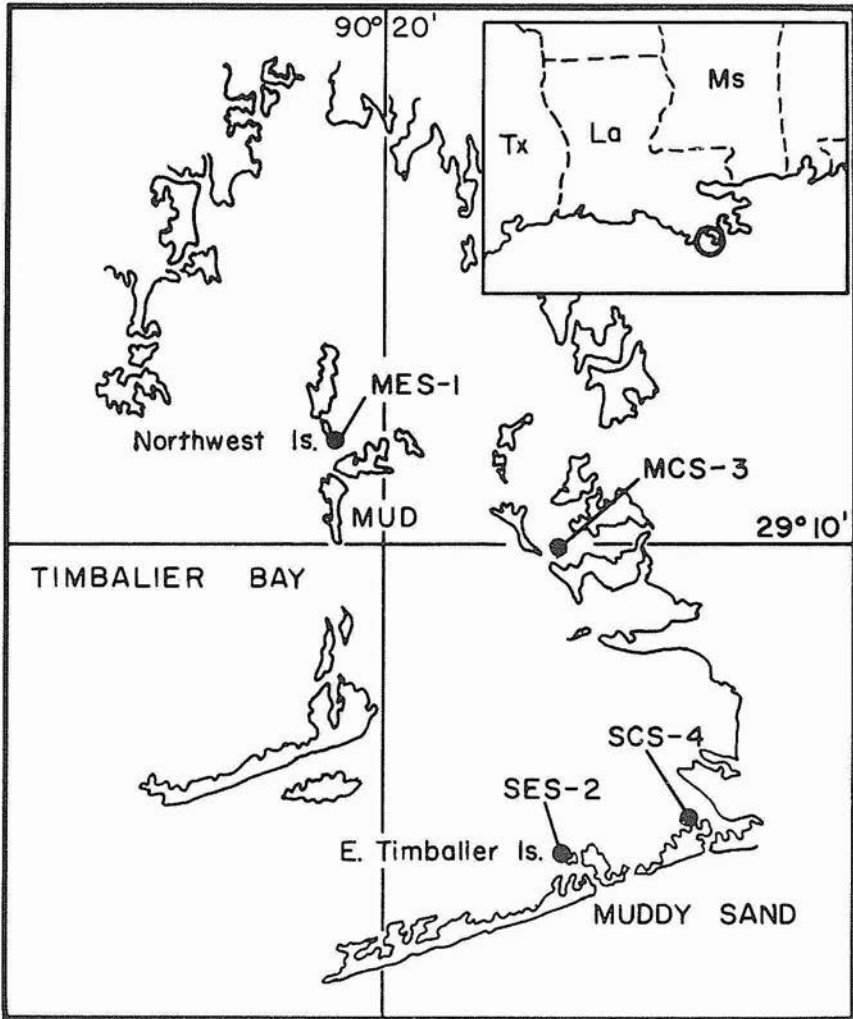 90° 20'
Ms
La
Tx
MES-1
Northwest Is.
MCS-3
MUD
29° 10'
TIMBALIER BAY
SCS-4
SES-2
E. Timbalier Is.
MUDDY SAND